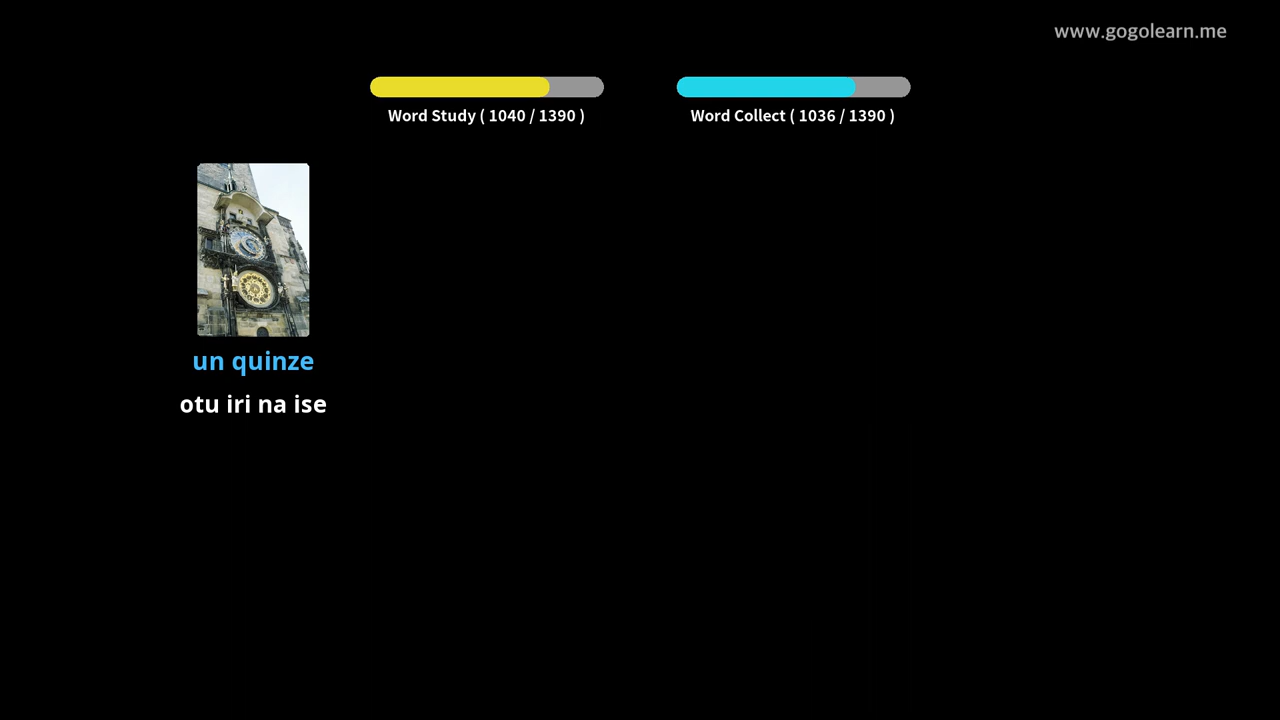 www.gogolearn.me
Word Study ( 1040 / 1390 )
Word Collect ( 1036 / 1390 )
un quinze
otu iri na ise